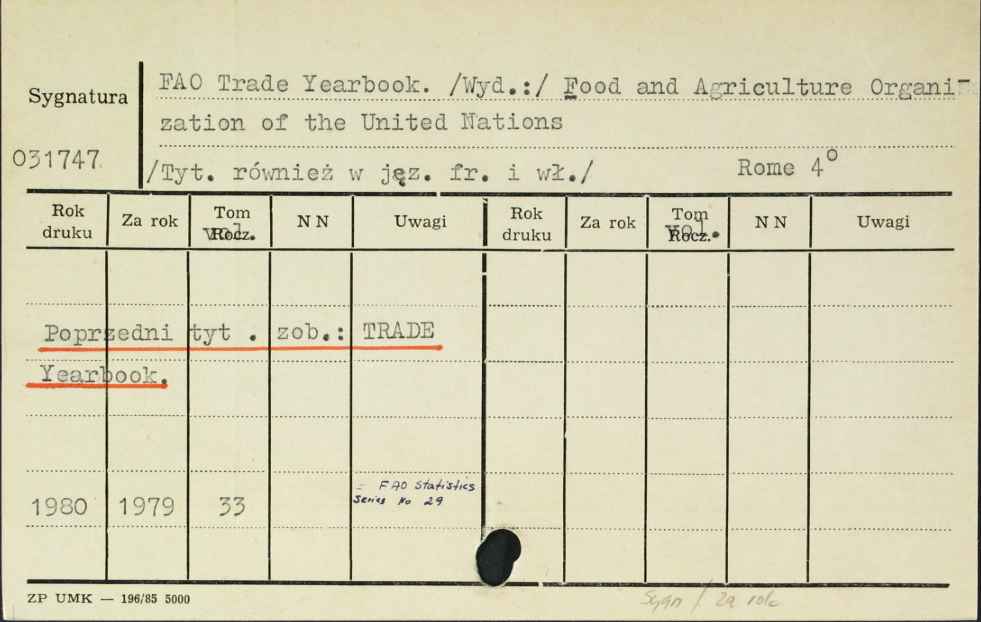 Sygnatura
031747
FAO Trade Yearbook. /Wyd.:/ Food and Agriculture Organi-
zation of the United Nations
/Tyt. również w jęz. fr. i wł./ Rome 4°
Rok druku Za rok Tom Rocz. vol. N N Uwagi Rok druku Za rok Tom Rocz. vol. N N Uwagi
Poprzedni tyt . zob.: TRADE
Yearbook.
1980 1979 33 = FAO Statistics
Series No 29
ZP UMK — 196/85 5000
Sygn / Za rok